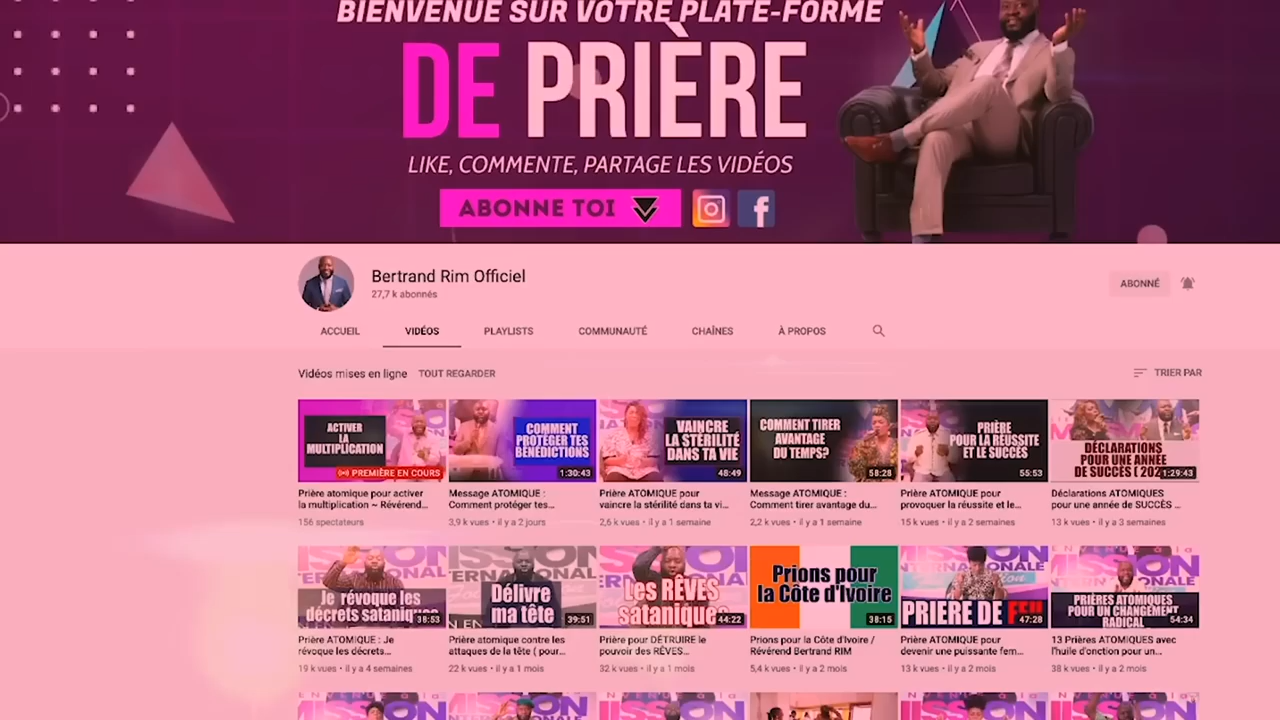 BIENVENUE SUR VOTRE PLATE-FORME
DE PRIÈRE
LIKE, COMMENTE, PARTAGE LES VIDÉOS
ABONNE TOI
Bertrand Rim Officiel
27,7 k abonnés
ABONNÉ
ACCUEIL VIDÉOS PLAYLISTS COMMUNAUTÉ CHAÎNES À PROPOS
Vidéos mises en ligne TOUT REGARDER TRIER PAR
ACTIVER
LA
MULTIPLICATION
PREMIÈRE EN COURS
COMMENT
PROTÉGER TES
BÉNÉDICTIONS
1:30:43
VAINCRE
LA STÉRILITÉ
DANS TA VIE
48:49
COMMENT TIRER
AVANTAGE
DU TEMPS?
58:28
PRIÈRE
POUR LA RÉUSSITE
ET LE SUCCÈS
55:53
DÉCLARATIONS
POUR UNE ANNÉE
DE SUCCÈS ( 202
1:29:43
Prière atomique pour activer
la multiplication ~ Révérend...
156 spectateurs
Message ATOMIQUE :
Comment protéger tes...
3,9 k vues • il y a 2 jours
Prière ATOMIQUE pour
vaincre la stérilité dans ta vi...
2,6 k vues • il y a 1 semaine
Message ATOMIQUE :
Comment tirer avantage du...
2,2 k vues • il y a 1 semaine
Prière ATOMIQUE pour
provoquer la réussite et le...
15 k vues • il y a 2 semaines
Déclarations ATOMIQUES
pour une année de SUCCÈS ...
13 k vues • il y a 3 semaines
Je révoque les
décrets sataniq
38:53
Délivre
ma tête
39:51
Les RÊVES
satanique
44:22
Prions pour
la Côte d'Ivoire
38:15
PRIERE DE FEU
47:28
PRIÈRES ATOMIQUES
POUR UN CHANGEMENT
RADICAL
54:34
Prière ATOMIQUE : Je
révoque les décrets...
19 k vues • il y a 4 semaines
Prière atomique contre les
attaques de la tête ( pour...
22 k vues • il y a 1 mois
Prière pour DÉTRUIRE le
pouvoir des RÊVES...
32 k vues • il y a 1 mois
Prions pour la Côte d'Ivoire /
Révérend Bertrand RIM
5,4 k vues • il y a 2 mois
Prière ATOMIQUE pour
devenir une puissante fem...
13 k vues • il y a 2 mois
13 Prières ATOMIQUES avec
l'huile d'onction pour un...
38 k vues • il y a 2 mois